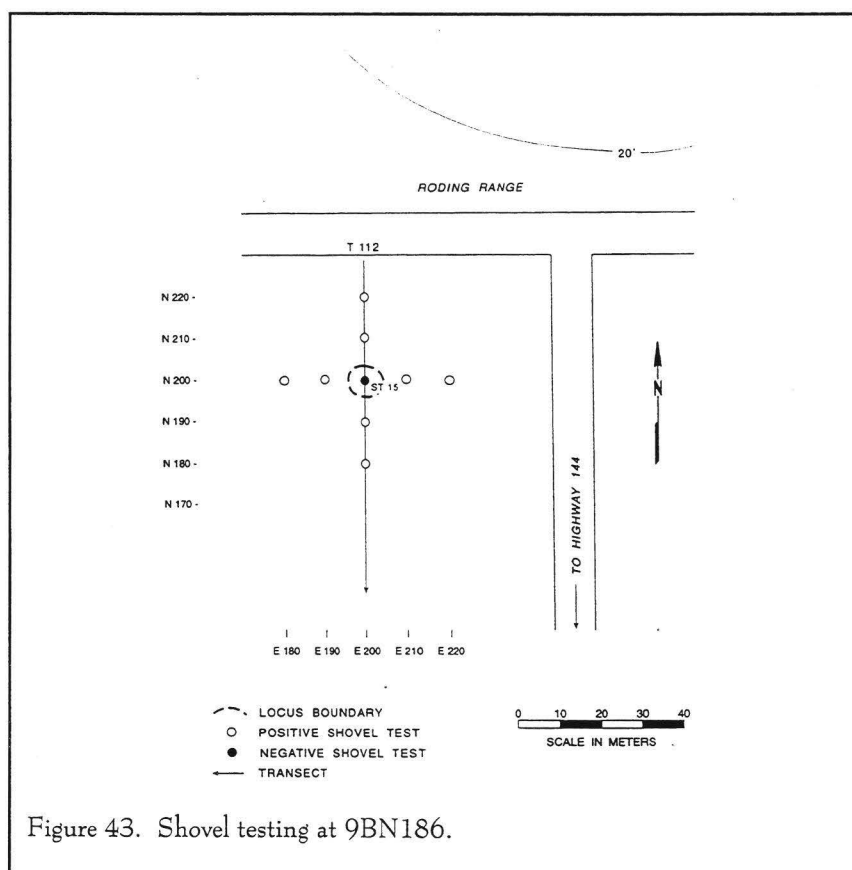 20'
RODING RANGE
T 112
N 220 -
N 210 -
N 200 -
ST 15
N 190 -
N 180 -
N 170 -
N
TO HIGHWAY 144
E 180 E 190 E 200 E 210 E 220
LOCUS BOUNDARY
POSITIVE SHOVEL TEST
NEGATIVE SHOVEL TEST
TRANSECT
0 10 20 30 40
SCALE IN METERS
Figure 43. Shovel testing at 9BN186.